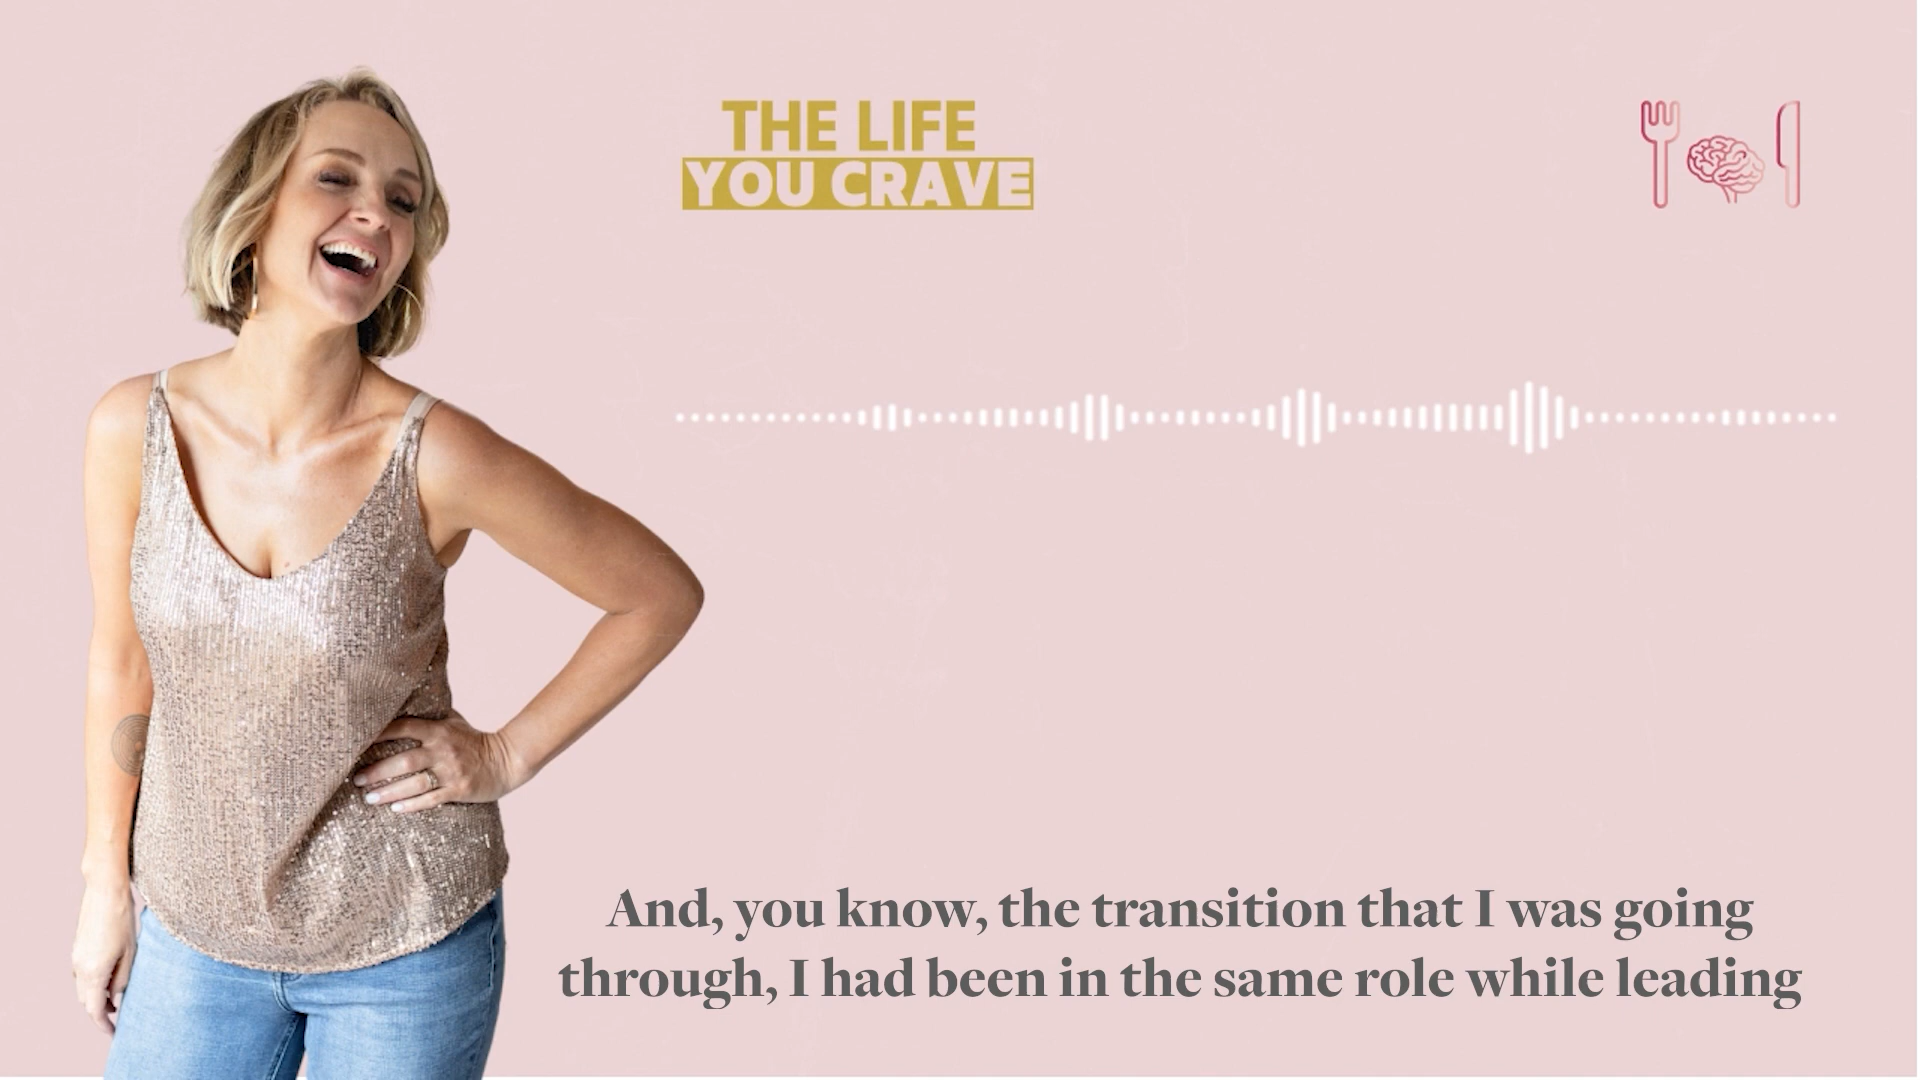 THE LIFE
YOU CRAVE
And, you know, the transition that I was going
through, I had been in the same role while leading